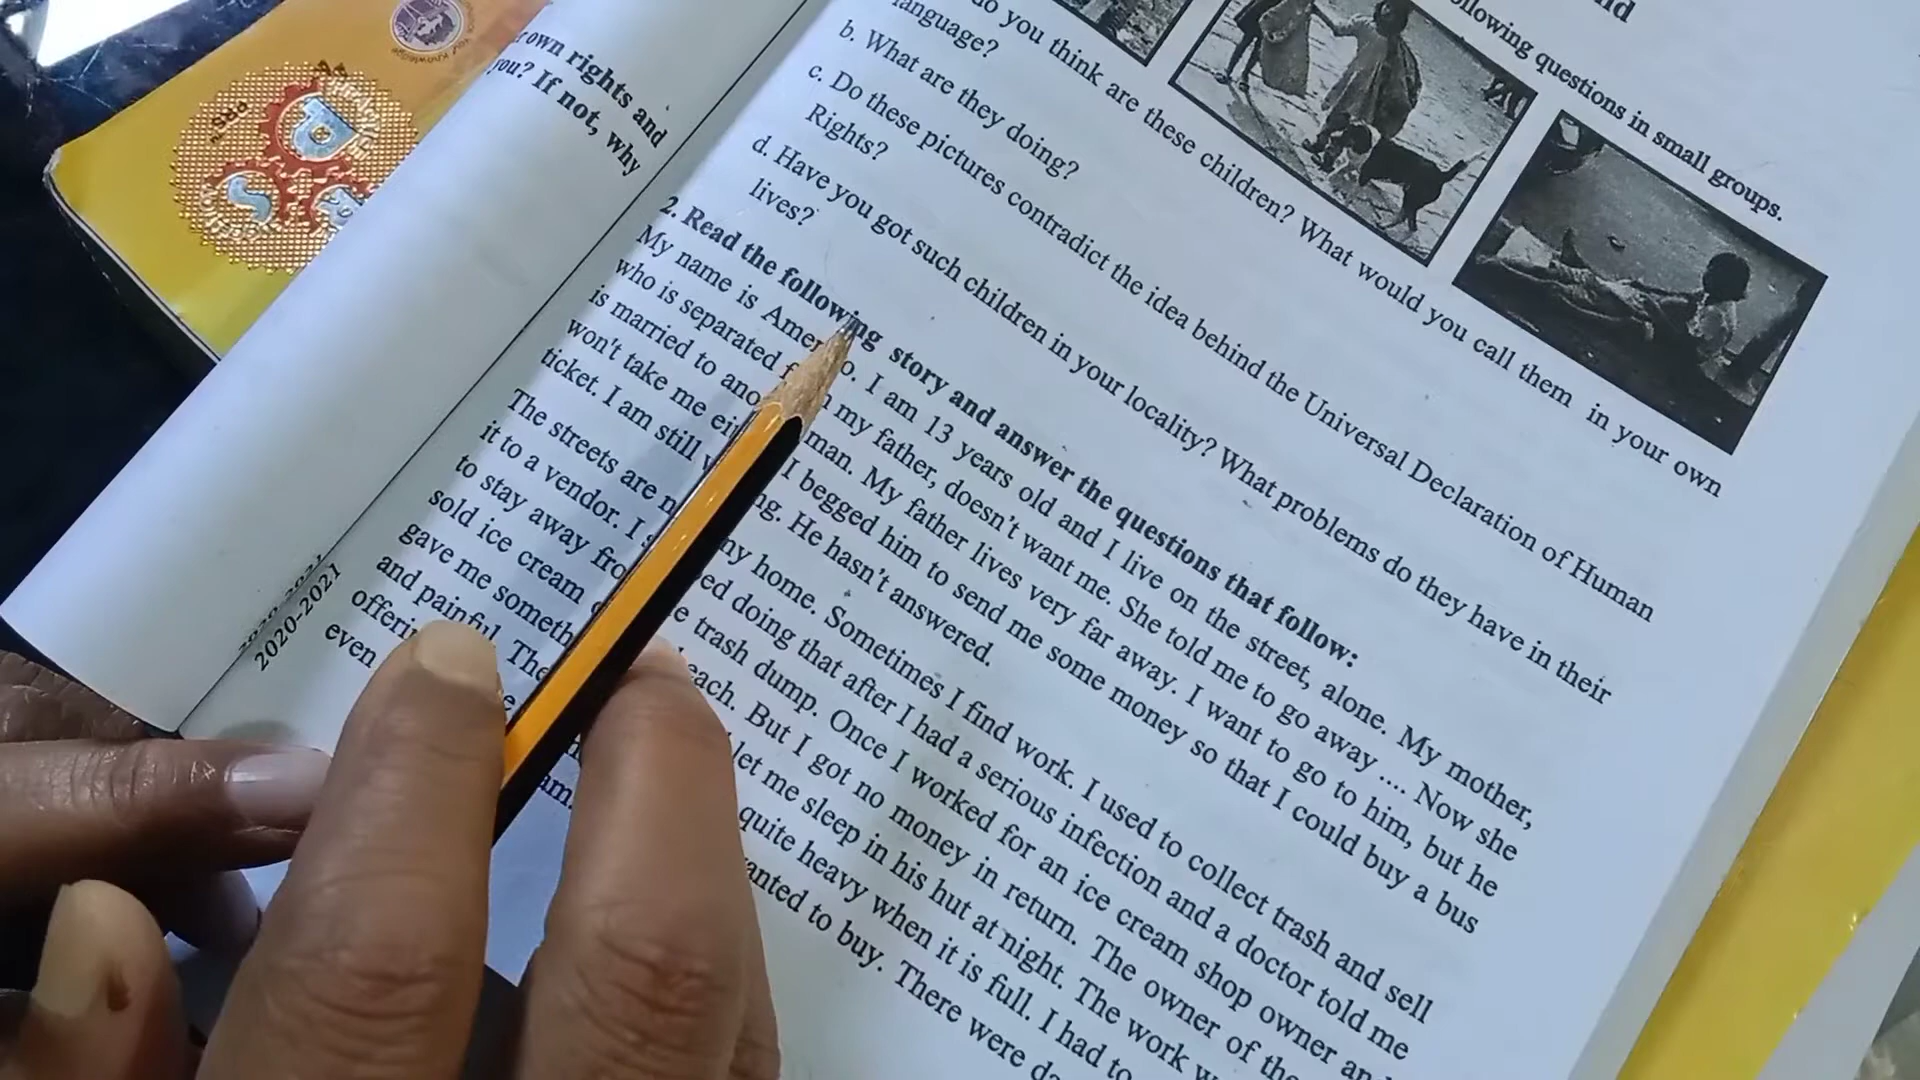 r own rights and
you? If not, why
2020-2021
2020-2021
llowing questions in small groups.
do you think are these children? What would you call them in your own
language?
b. What are they doing?
c. Do these pictures contradict the idea behind the Universal Declaration of Human
Rights?
d. Have you got such children in your locality? What problems do they have in their
lives?
2. Read the following story and answer the questions that follow:
My name is Amer o. I am 13 years old and I live on the street, alone. My mother,
who is separated f my father, doesn't want me. She told me to go away .... Now she
is married to ano man. My father lives very far away. I want to go to him, but he
won't take me ei I begged him to send me some money so that I could buy a bus
ticket. I am still ng. He hasn't answered.
The streets are n my home. Sometimes I find work. I used to collect trash and sell
it to a vendor. I s ed doing that after I had a serious infection and a doctor told me
to stay away fro e trash dump. Once I worked for an ice cream shop owner and
sold ice cream each. But I got no money in return. The owner of the
gave me someth let me sleep in his hut at night. The work w
and painful. The quite heavy when it is full. I had to
offerin anted to buy. There were da
even am.